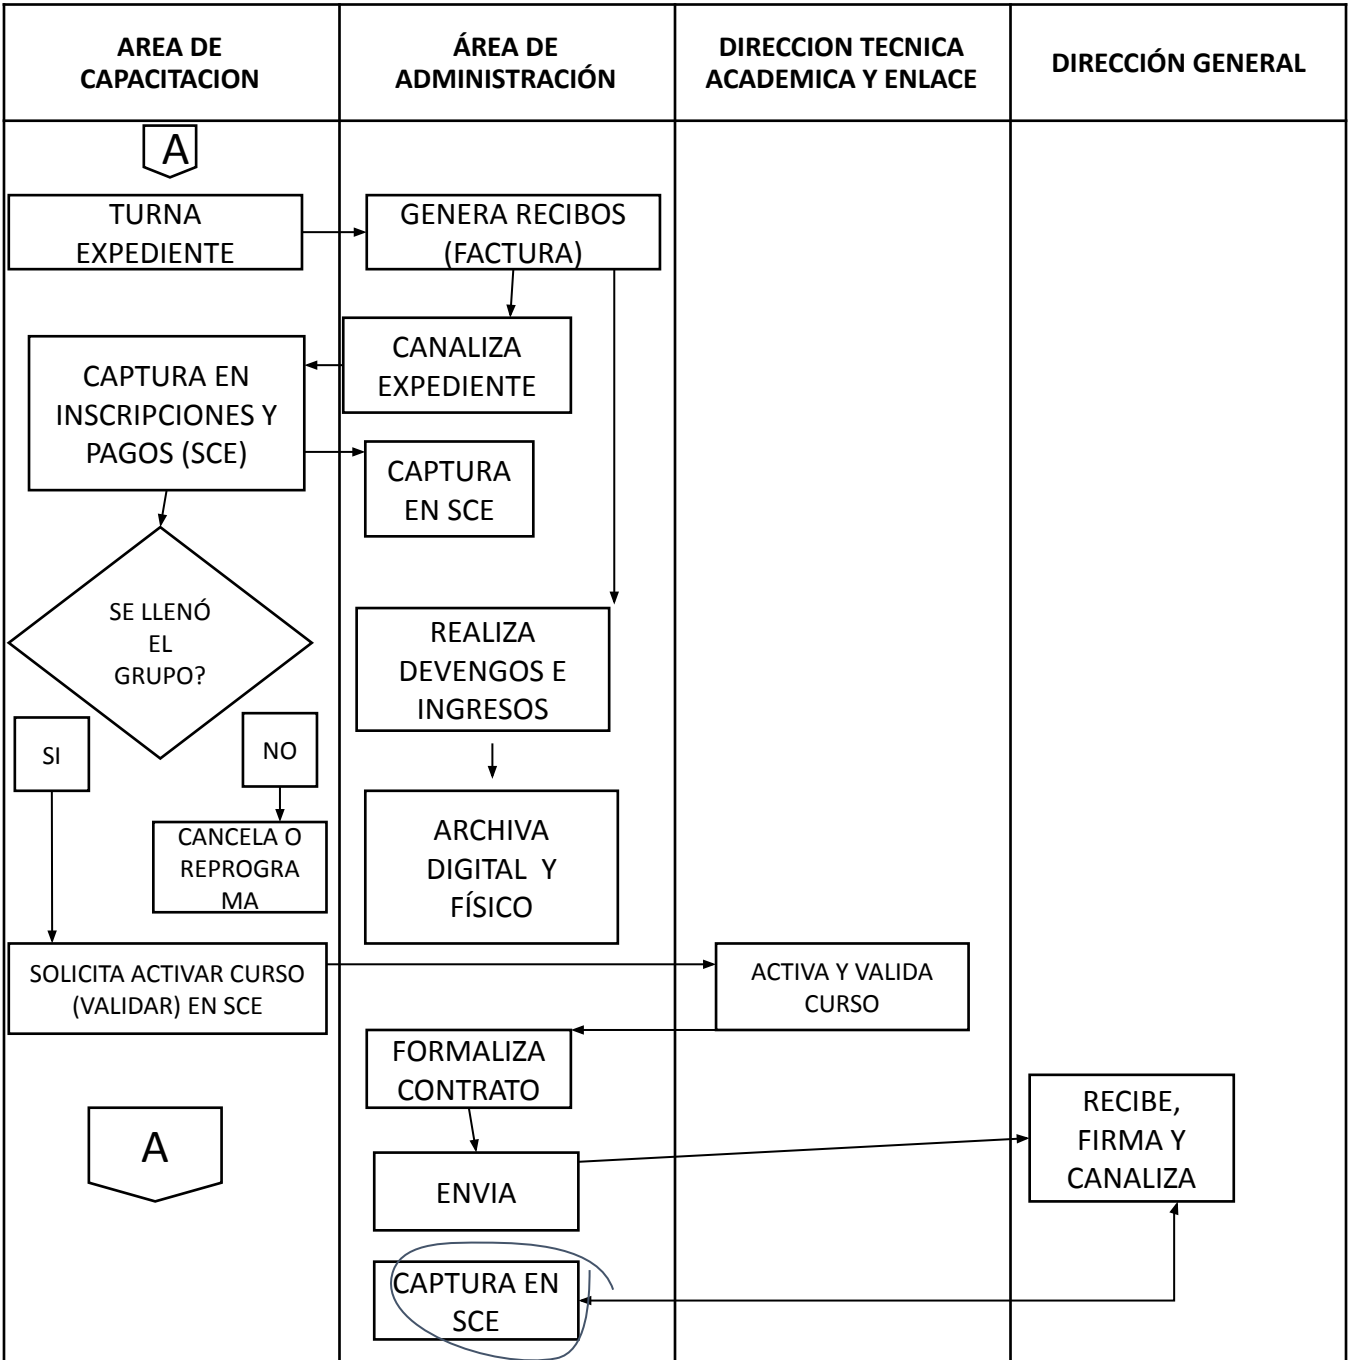 AREA DE
CAPACITACION
ÁREA DE
ADMINISTRACIÓN
DIRECCION TECNICA
ACADEMICA Y ENLACE
DIRECCIÓN GENERAL
A
TURNA
EXPEDIENTE
GENERA RECIBOS
(FACTURA)
CANALIZA
EXPEDIENTE
CAPTURA EN
INSCRIPCIONES Y
PAGOS (SCE)
CAPTURA
EN SCE
SE LLENÓ
EL
GRUPO?
REALIZA
DEVENGOS E
INGRESOS
SI
NO
CANCELA O
REPROGRA
MA
ARCHIVA
DIGITAL Y
FÍSICO
SOLICITA ACTIVAR CURSO
(VALIDAR) EN SCE
ACTIVA Y VALIDA
CURSO
FORMALIZA
CONTRATO
RECIBE,
FIRMA Y
CANALIZA
A
ENVIA
CAPTURA EN
SCE